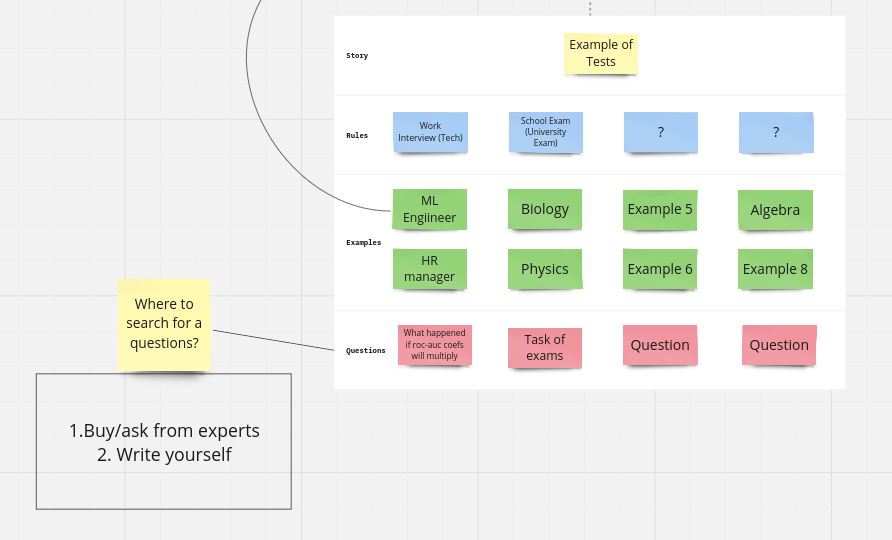 Story
Example of
Tests
Rules
Work
Interview (Tech)
School Exam
(University
Exam)
?
?
Examples
ML
Engiineer
Biology
Example 5
Algebra
HR
manager
Physics
Example 6
Example 8
Where to
search for a
questions?
Questions
What happened
if roc-auc coefs
will multiply
Task of
exams
Question
Question
1.Buy/ask from experts
2. Write yourself